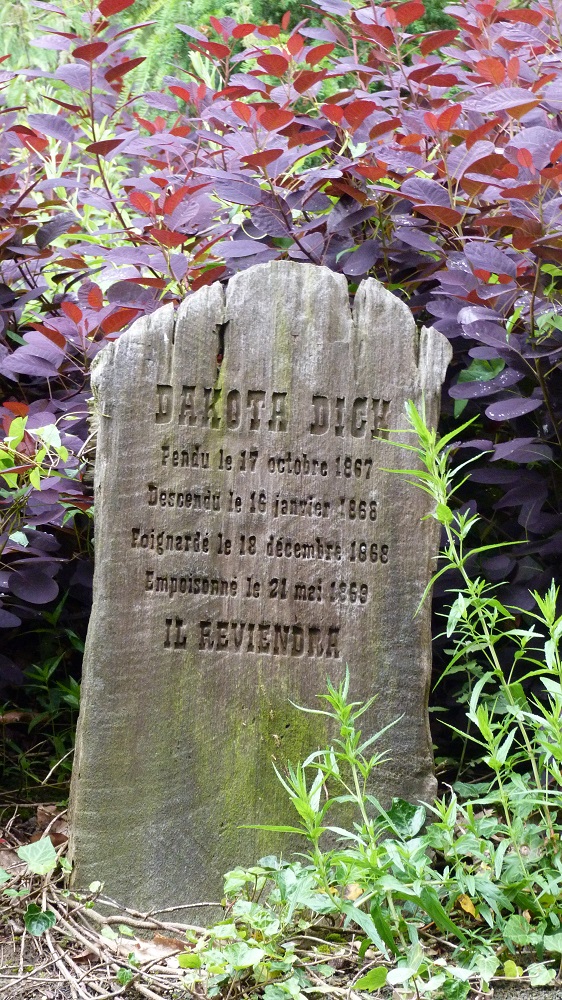 DAKOTA DICK
Pendu le 17 octobre 1867
Descendu le 16 janvier 1868
Poignardé le 18 décembre 1868
Empoisonné le 21 mai 1869
IL REVIENDRA